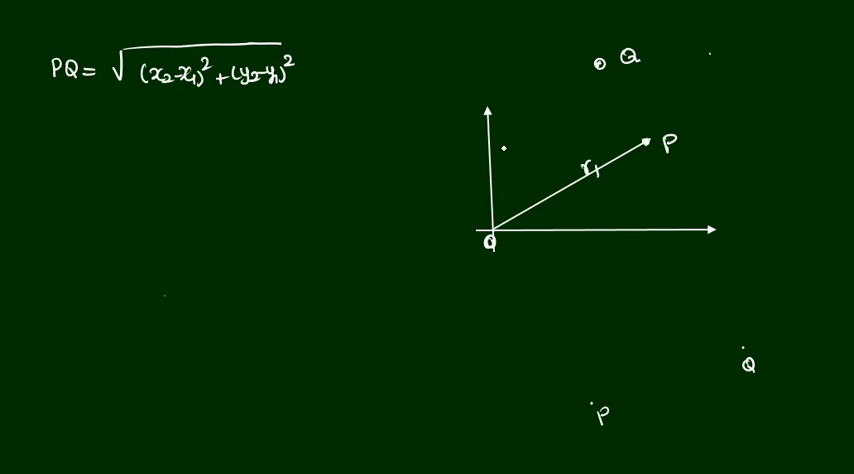 PQ = √(x₂-x₁)² + (y₂-y₁)²
Q
P
r₁
O
Q
P